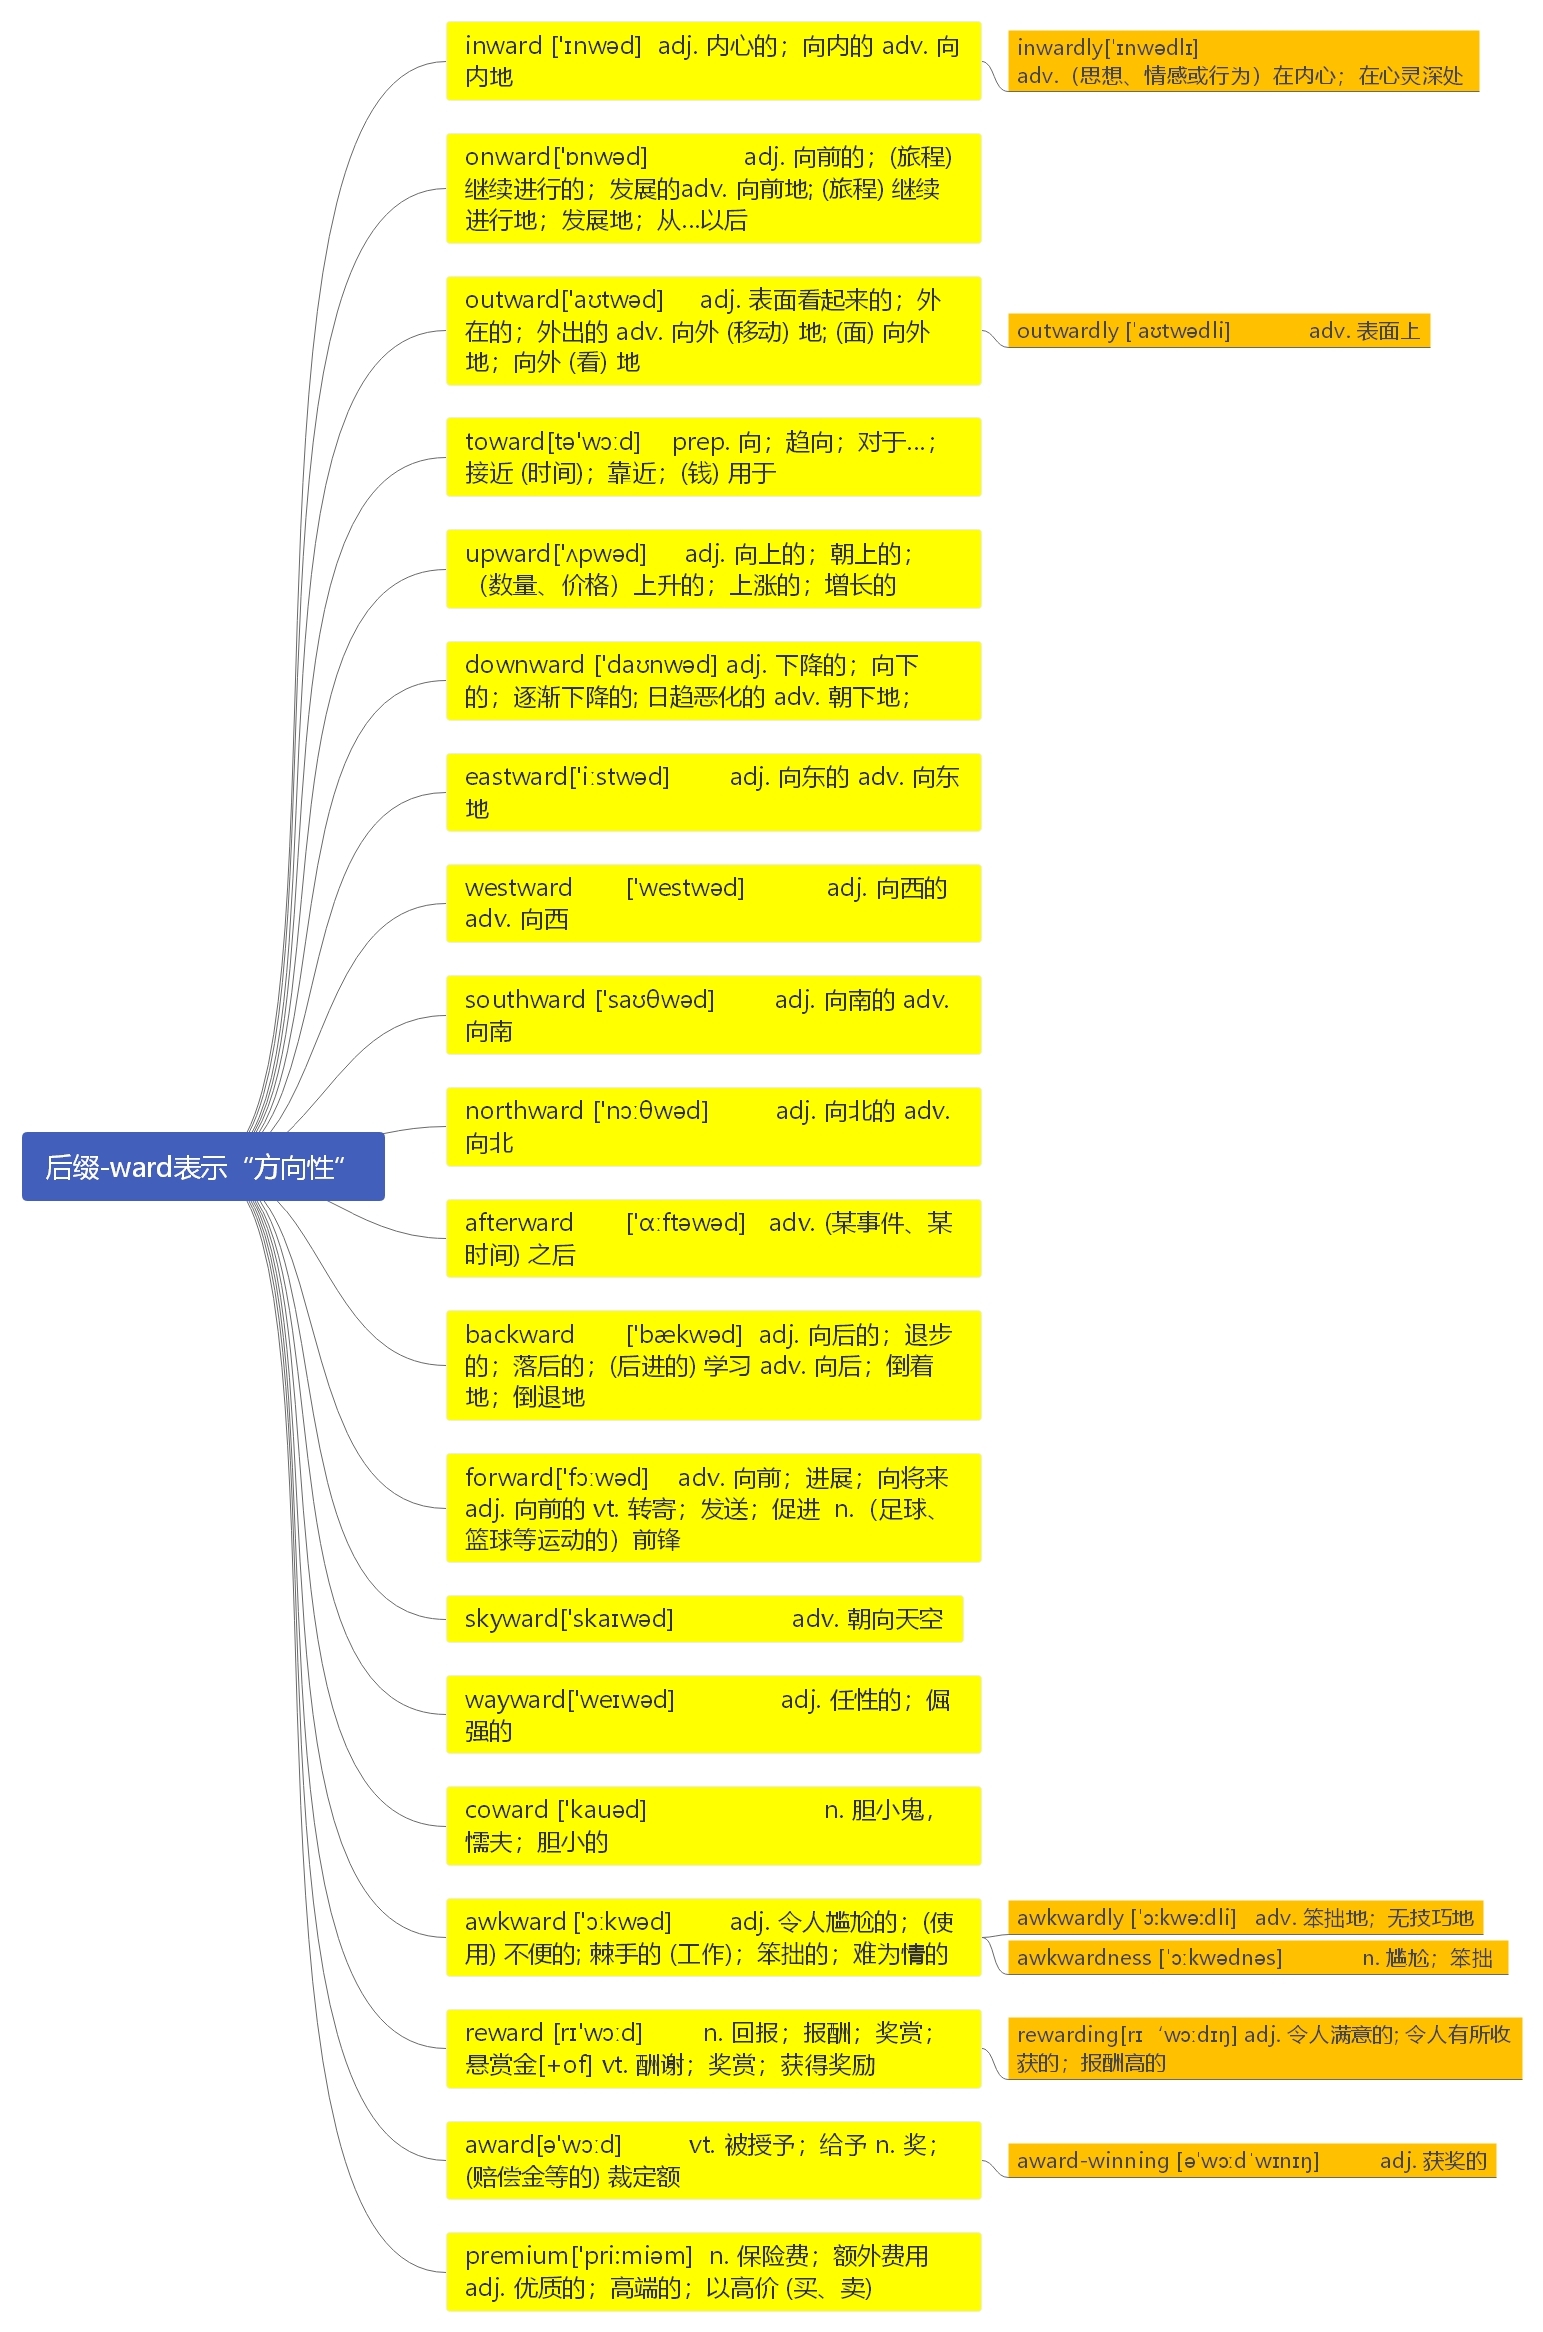 inward ['ɪnwəd]  adj. 内心的；向内的 adv. 向
内地
inwardly[ˈɪnwədlɪ]
adv.（思想、情感或行为）在内心；在心灵深处
onward['ɒnwəd] adj. 向前的；(旅程)
继续进行的；发展的adv. 向前地; (旅程) 继续
进行地；发展地；从...以后
outward['aʊtwəd] adj. 表面看起来的；外
在的；外出的 adv. 向外 (移动) 地; (面) 向外
地；向外 (看) 地
outwardly [ˈaʊtwədli] adv. 表面上
toward[tə'wɔːd] prep. 向；趋向；对于...；
接近 (时间)；靠近；(钱) 用于
upward['ʌpwəd] adj. 向上的；朝上的；
（数量、价格）上升的；上涨的；增长的
downward ['daʊnwəd] adj. 下降的；向下
的；逐渐下降的; 日趋恶化的 adv. 朝下地；
eastward['iːstwəd] adj. 向东的 adv. 向东
地
westward ['westwəd] adj. 向西的
adv. 向西
southward ['saʊθwəd] adj. 向南的 adv.
向南
northward ['nɔːθwəd] adj. 向北的 adv.
向北
后缀-ward表示“方向性“
afterward ['ɑːftəwəd] adv. (某事件、某
时间) 之后
backward ['bækwəd] adj. 向后的；退步
的；落后的；(后进的) 学习 adv. 向后；倒着
地；倒退地
forward['fɔːwəd] adv. 向前；进展；向将来
adj. 向前的 vt. 转寄；发送；促进 n.（足球、
篮球等运动的）前锋
skyward['skaɪwəd] adv. 朝向天空
wayward['weɪwəd] adj. 任性的；倔
强的
coward ['kauəd] n. 胆小鬼，
懦夫；胆小的
awkward ['ɔːkwəd] adj. 令人尴尬的；(使
用) 不便的; 棘手的 (工作)；笨拙的；难为情的
awkwardly [ˈɔːkwəːdli] adv. 笨拙地；无技巧地
awkwardness [ˈɔːkwədnəs] n. 尴尬；笨拙
reward [rɪ'wɔːd] n. 回报；报酬；奖赏；
悬赏金[+of] vt. 酬谢；奖赏；获得奖励
rewarding[rɪ‘wɔːdɪŋ] adj. 令人满意的; 令人有所收
获的；报酬高的
award[ə'wɔːd] vt. 被授予；给予 n. 奖；
(赔偿金等的) 裁定额
award-winning [əˈwɔːdˈwɪnɪŋ] adj. 获奖的
premium['priːmiəm] n. 保险费；额外费用
adj. 优质的；高端的；以高价 (买、卖)